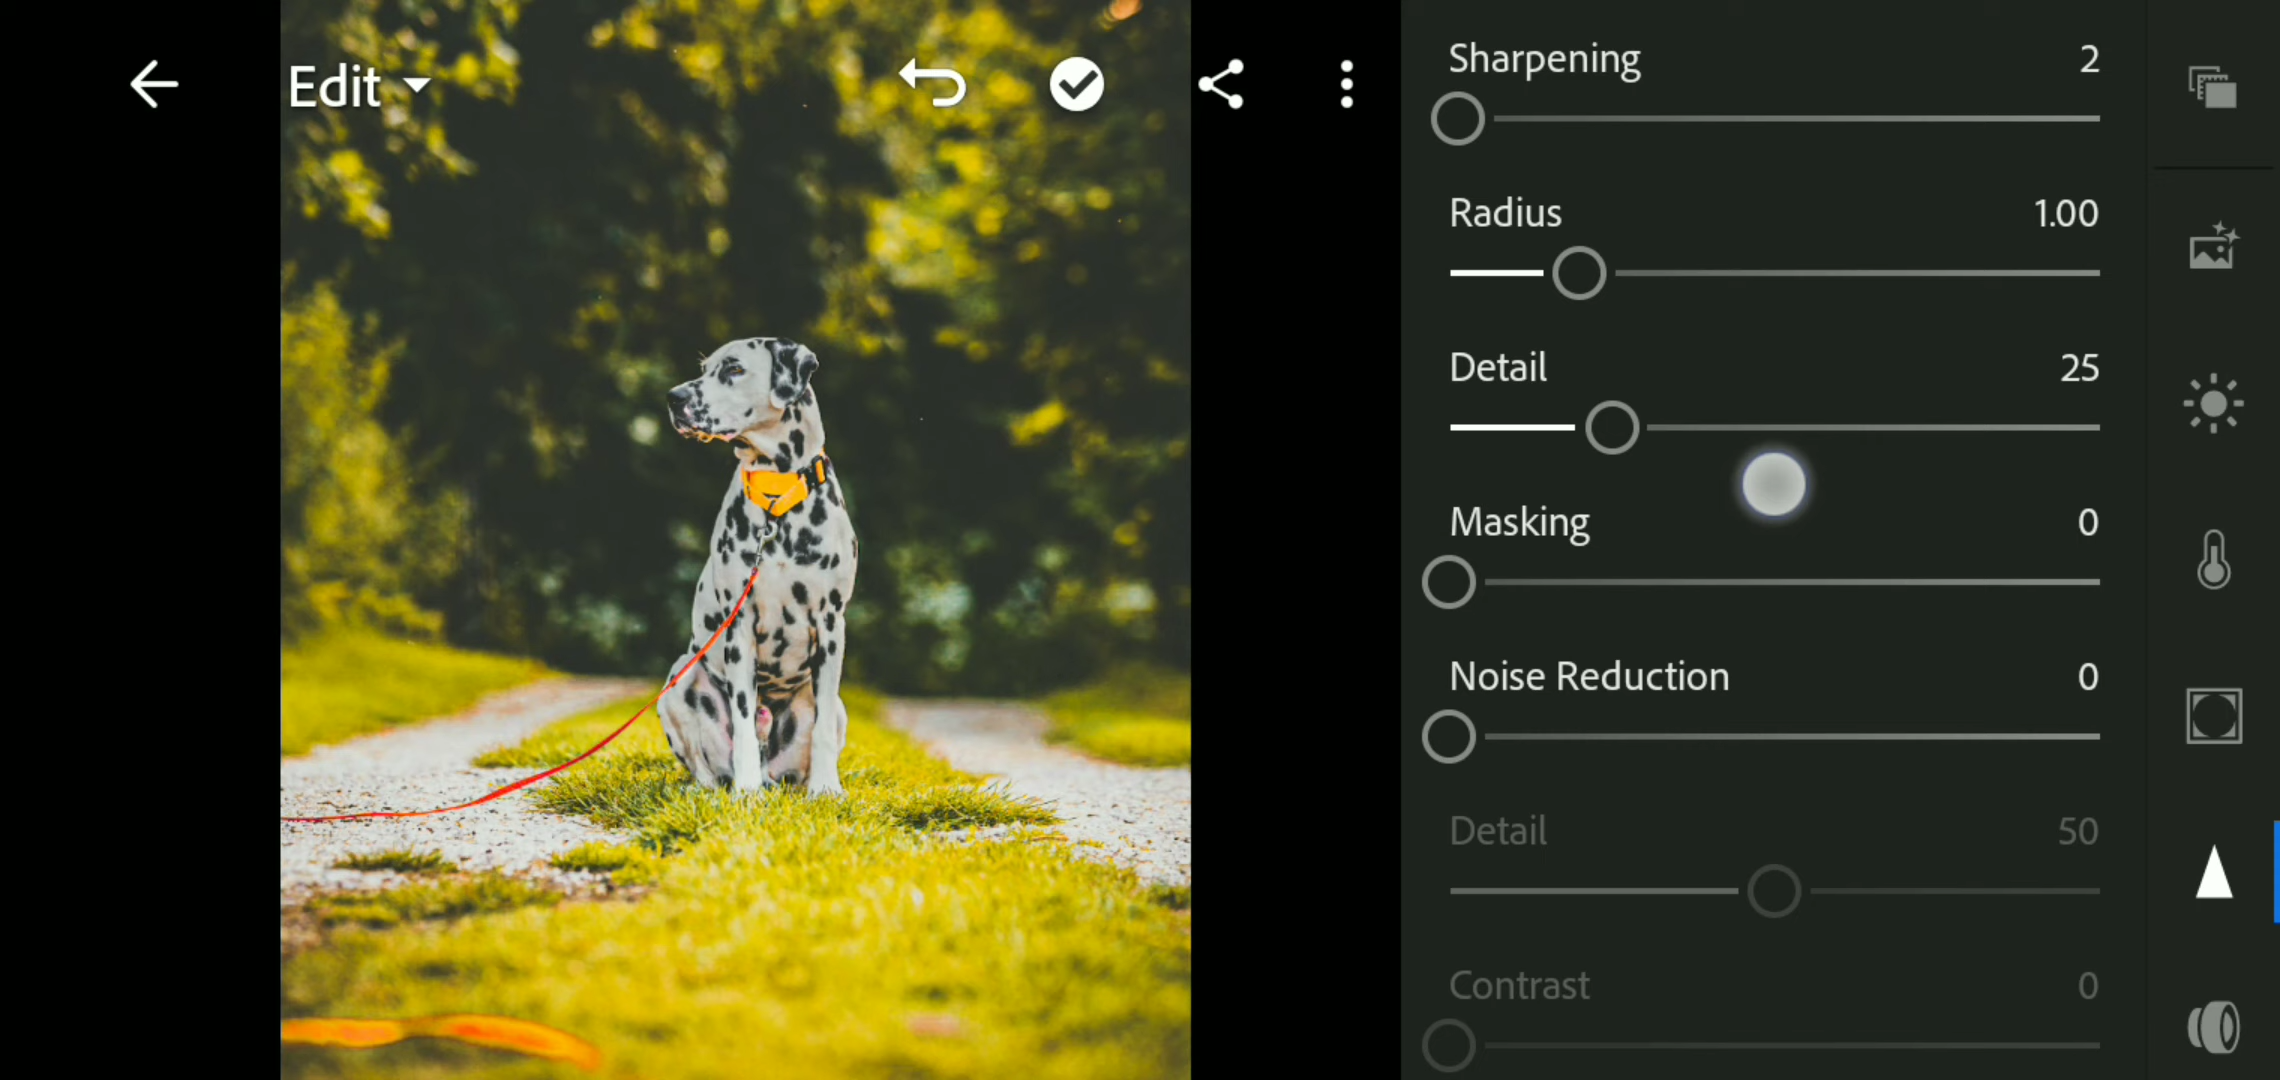 Edit
Sharpening 2
Radius 1.00
Detail 25
Masking 0
Noise Reduction 0
Detail 50
Contrast 0